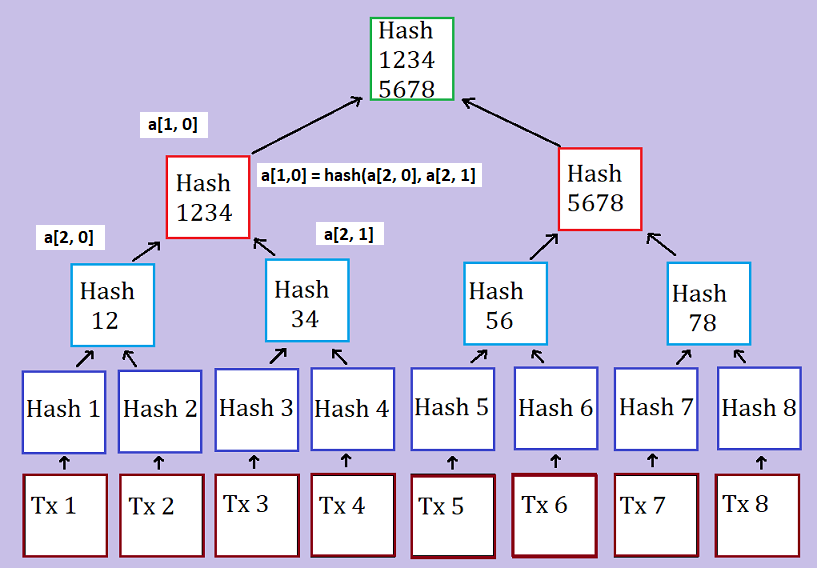 Hash
1234
5678
a[1, 0]
Hash
1234
a[1,0] = hash(a[2, 0], a[2, 1]
Hash
5678
a[2, 0]
a[2, 1]
Hash
12
Hash
34
Hash
56
Hash
78
Hash 1
Hash 2
Hash 3
Hash 4
Hash 5
Hash 6
Hash 7
Hash 8
Tx 1
Tx 2
Tx 3
Tx 4
Tx 5
Tx 6
Tx 7
Tx 8